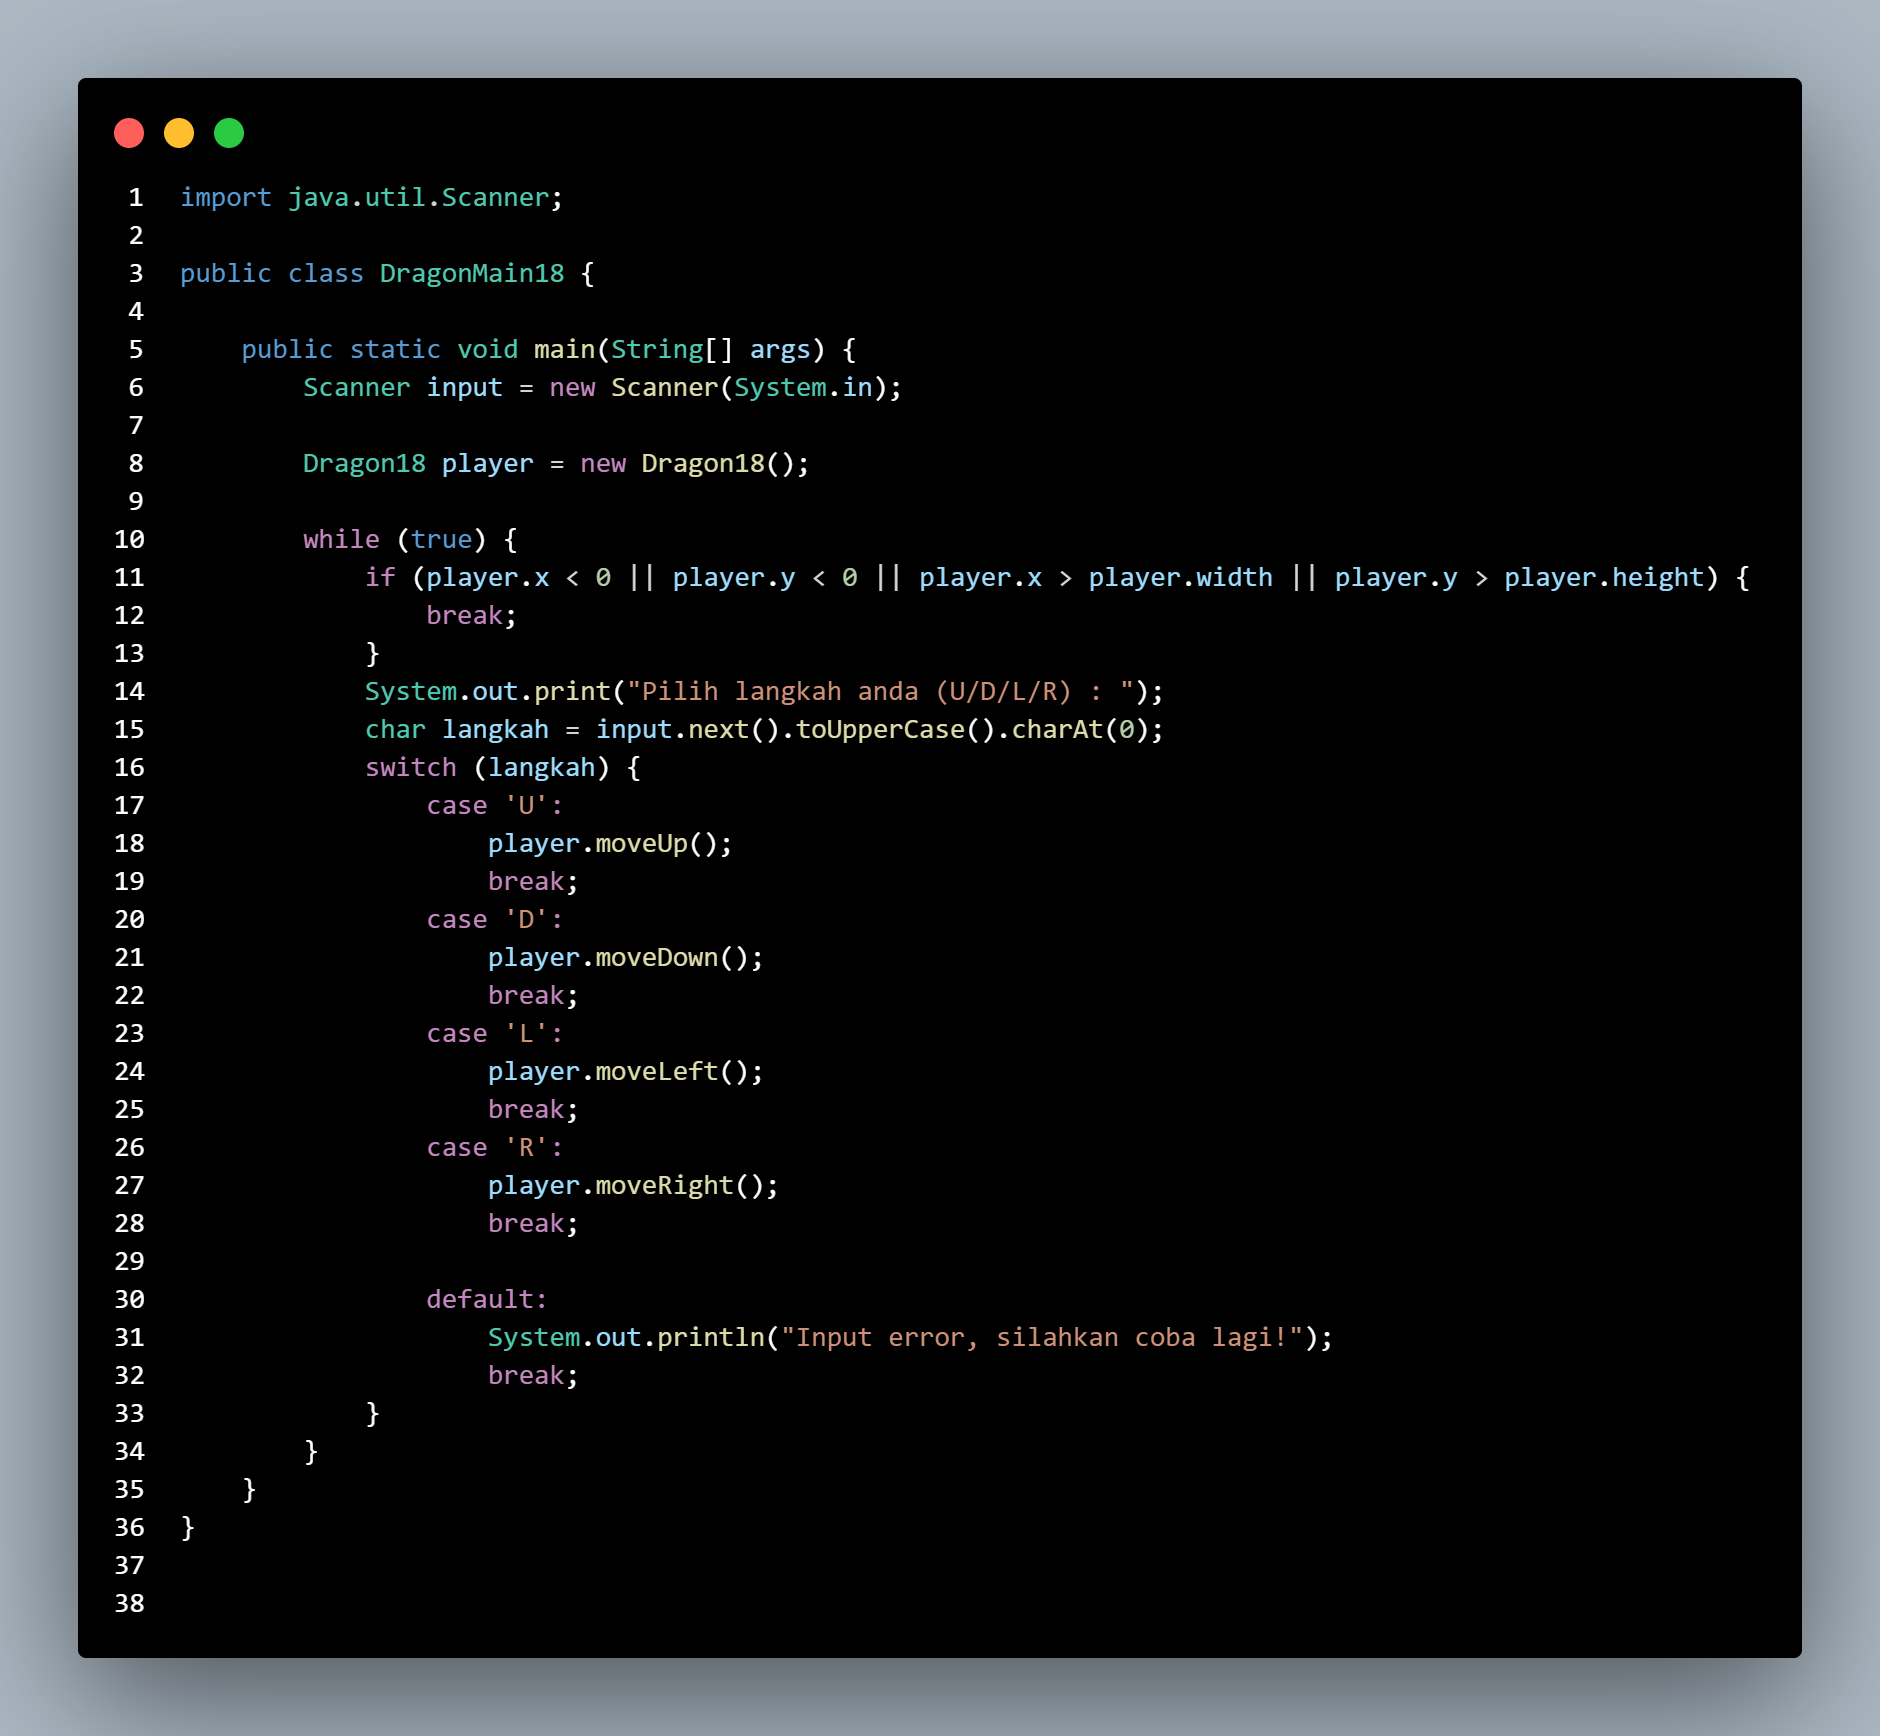 1 import java.util.Scanner;
2
3 public class DragonMain18 {
4
5     public static void main(String[] args) {
6         Scanner input = new Scanner(System.in);
7
8         Dragon18 player = new Dragon18();
9
10         while (true) {
11             if (player.x < 0 || player.y < 0 || player.x > player.width || player.y > player.height) {
12                 break;
13             }
14             System.out.print("Pilih langkah anda (U/D/L/R) : ");
15             char langkah = input.next().toUpperCase().charAt(0);
16             switch (langkah) {
17                 case 'U':
18                     player.moveUp();
19                     break;
20                 case 'D':
21                     player.moveDown();
22                     break;
23                 case 'L':
24                     player.moveLeft();
25                     break;
26                 case 'R':
27                     player.moveRight();
28                     break;
29
30                 default:
31                     System.out.println("Input error, silahkan coba lagi!");
32                     break;
33             }
34         }
35     }
36 }
37
38